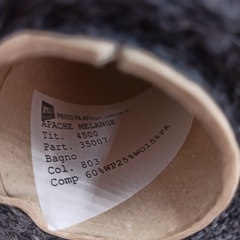 PECCI FILATI
APACHE MELANGE
Tit. 4500
Part. 35007
Bagno
Col. 803
Comp 60%WP25%WO15%PA